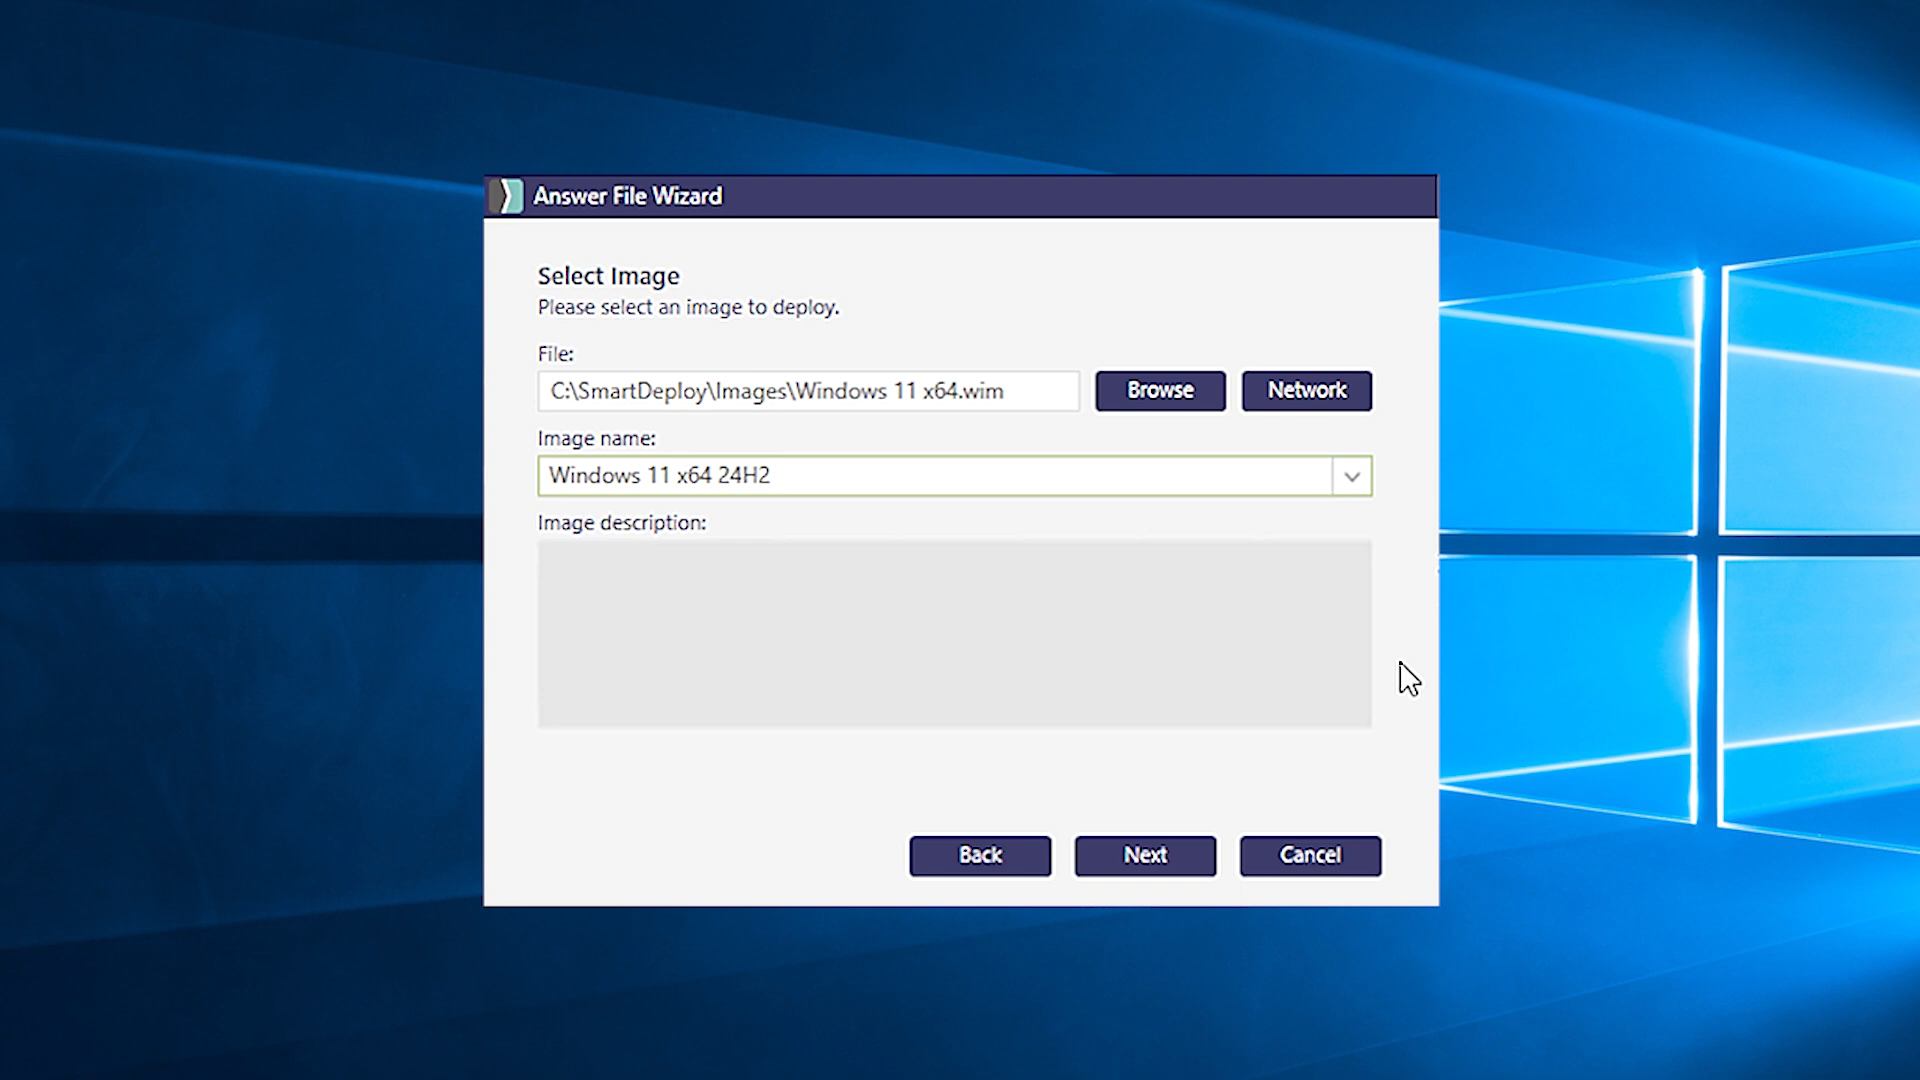 Answer File Wizard
Select Image
Please select an image to deploy.
File:
C:\SmartDeploy\Images\Windows 11 x64.wim
Browse
Network
Image name:
Windows 11 x64 24H2
Image description:
Back
Next
Cancel